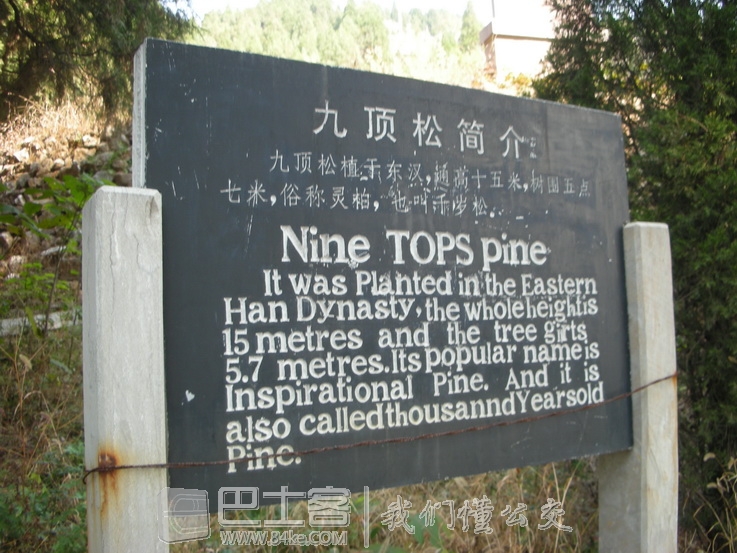 九顶松简介
九顶松植于东汉,通高十五米,树围五点
七米,俗称灵柏,也叫千岁松.
Nine TOPS pine
It was Planted in the Eastern
Han Dynasty, the whole height is
15 metres and the tree girts
5.7 metres. Its popular name is
Inspirational Pine. And it is
also called thousannd Years old
Pine.
巴士客 我们懂公交
www.84ke.com